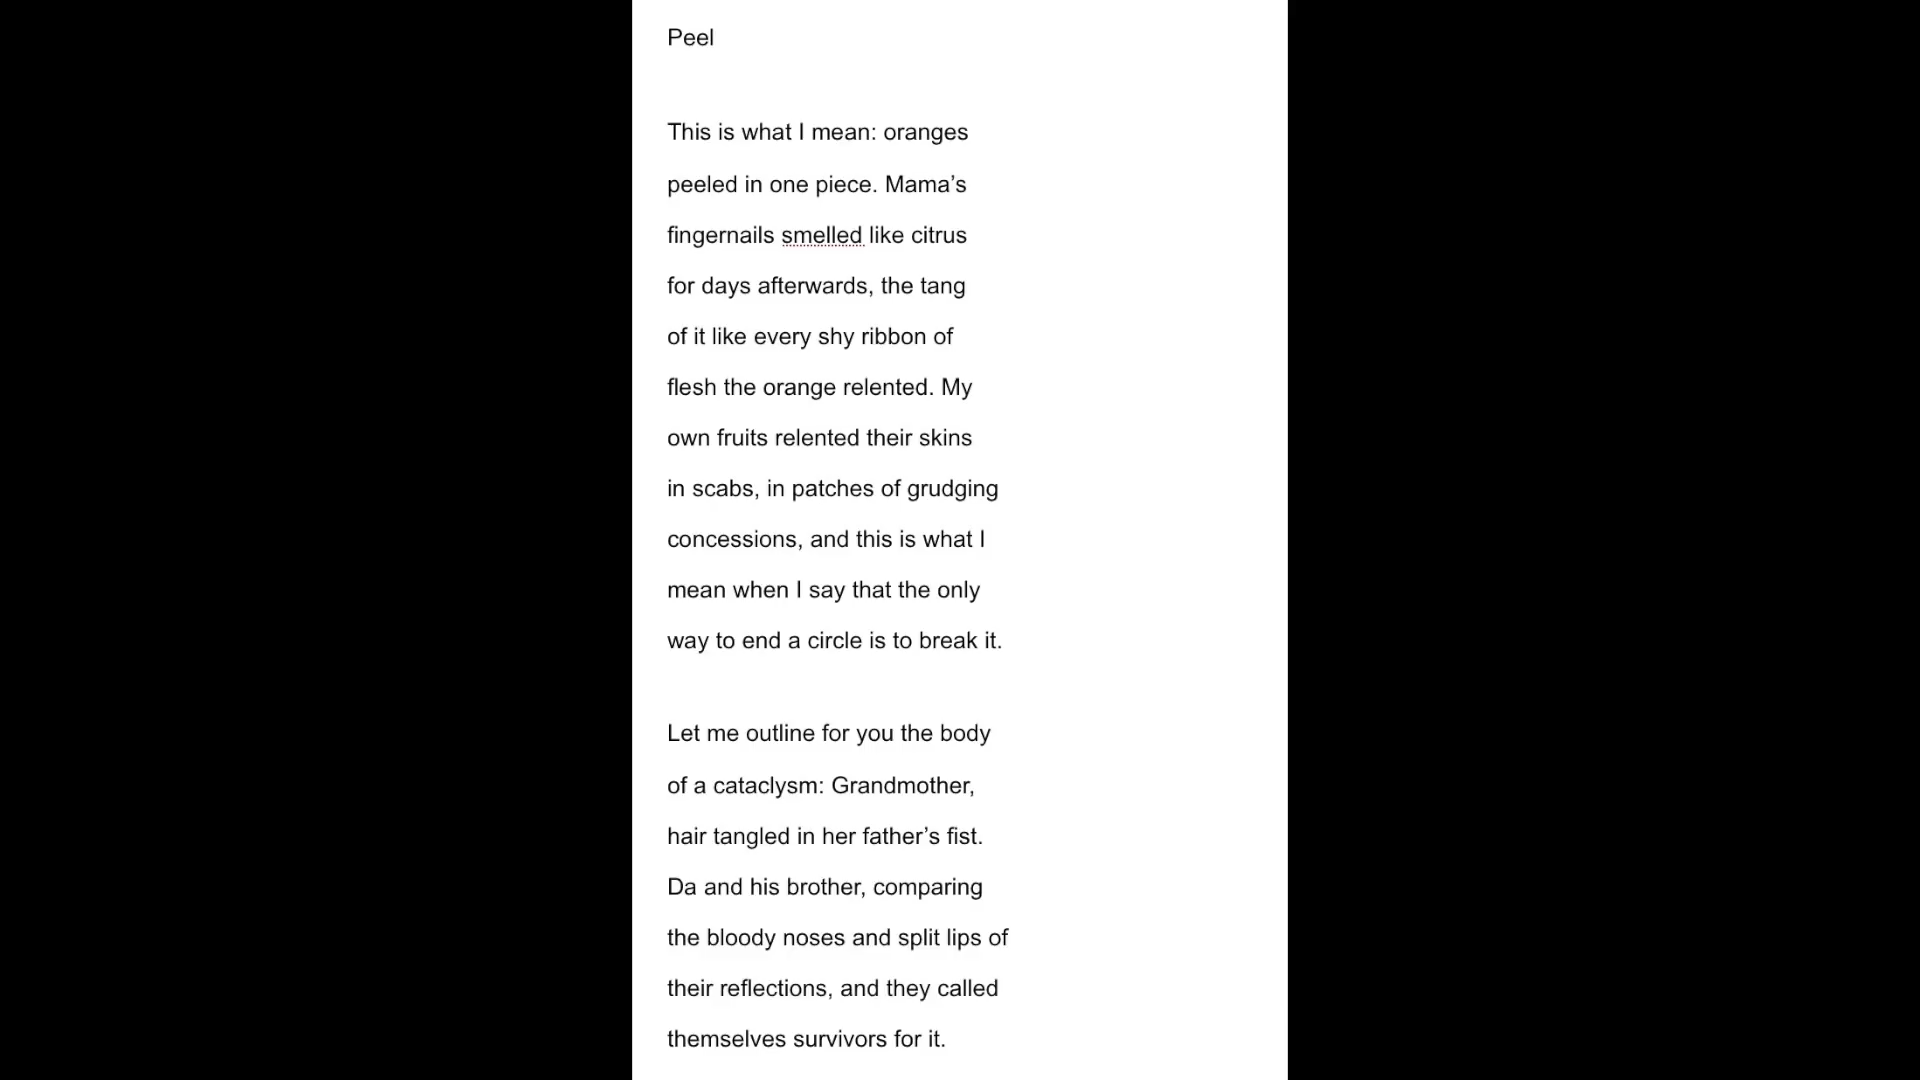 Peel
This is what I mean: oranges
peeled in one piece. Mama’s
fingernails smelled like citrus
for days afterwards, the tang
of it like every shy ribbon of
flesh the orange relented. My
own fruits relented their skins
in scabs, in patches of grudging
concessions, and this is what I
mean when I say that the only
way to end a circle is to break it.
Let me outline for you the body
of a cataclysm: Grandmother,
hair tangled in her father’s fist.
Da and his brother, comparing
the bloody noses and split lips of
their reflections, and they called
themselves survivors for it.